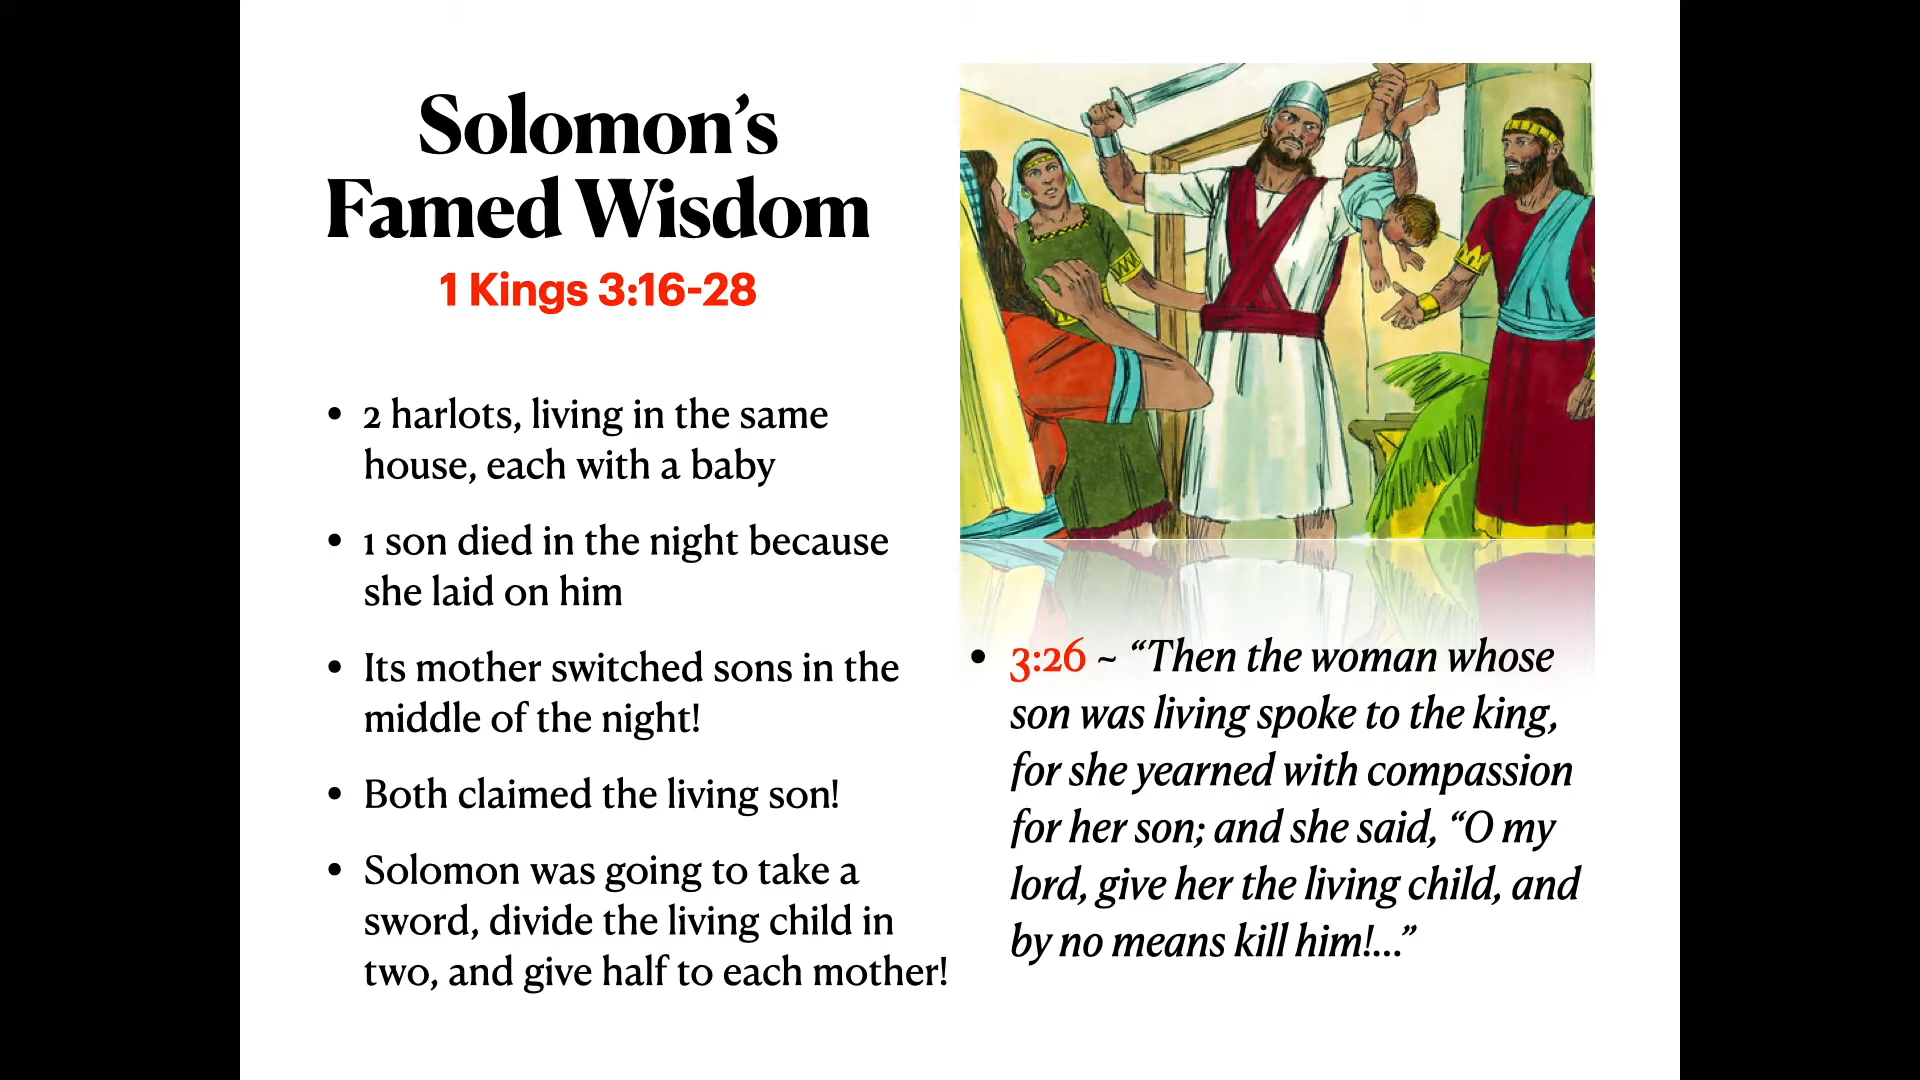 Solomon’s
Famed Wisdom
1 Kings 3:16-28
• 2 harlots, living in the same
house, each with a baby
• 1 son died in the night because
she laid on him
• Its mother switched sons in the
middle of the night!
• Both claimed the living son!
• Solomon was going to take a
sword, divide the living child in
two, and give half to each mother!
• 3:26 ~ “Then the woman whose
son was living spoke to the king,
for she yearned with compassion
for her son; and she said, “O my
lord, give her the living child, and
by no means kill him!...”